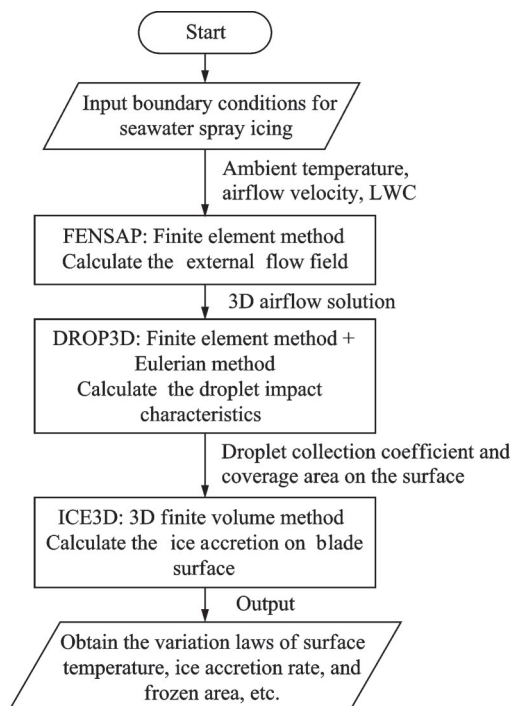 Start
Input boundary conditions for
seawater spray icing
Ambient temperature,
airflow velocity, LWC
FENSAP: Finite element method
Calculate the external flow field
3D airflow solution
DROP3D: Finite element method +
Eulerian method
Calculate the droplet impact
characteristics
Droplet collection coefficient and
coverage area on the surface
ICE3D: 3D finite volume method
Calculate the ice accretion on blade
surface
Output
Obtain the variation laws of surface
temperature, ice accretion rate, and
frozen area, etc.